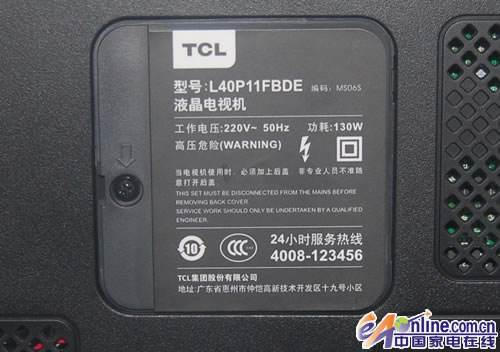 TCL
型号:L40P11FBDE 编码: MS06S
液晶电视机
工作电压:220V~ 50Hz 功耗:130W
高压危险(WARNING)
当电视机使用时，必须加上后盖 非专业人员不准随
意打开后盖
THIS SET MUST BE DISCONNECTED FROM THE MAINS BEFORE
REMOVING BACK COVER
SERVICE WORK SHOULD ONLY BE UNDERTAKEN BY A QUALIFIED
ENGINEER.
10
24小时服务热线
4008-123456
TCL集团股份有限公司
地址:广东省惠州市仲恺高新技术开发区十九号小区
eaonline.com.cn
中国家电在线